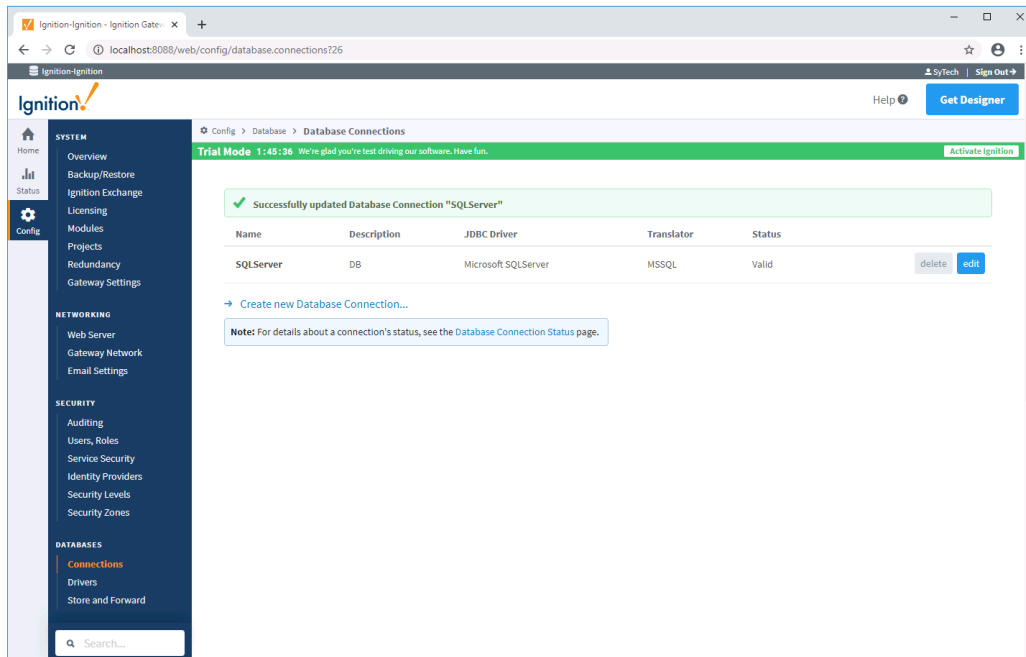 Ignition-Ignition - Ignition Gatew
localhost:8088/web/config/database.connections?26
Ignition-Ignition
SyTech | Sign Out
Ignition!
Help
Get Designer
Home
Status
Config
SYSTEM
Overview
Backup/Restore
Ignition Exchange
Licensing
Modules
Projects
Redundancy
Gateway Settings
NETWORKING
Web Server
Gateway Network
Email Settings
SECURITY
Auditing
Users, Roles
Service Security
Identity Providers
Security Levels
Security Zones
DATABASES
Connections
Drivers
Store and Forward
Search...
Config > Database > Database Connections
Trial Mode 1:45:36 We're glad you're test driving our software. Have fun. Activate Ignition
Successfully updated Database Connection "SQLServer"
Name Description JDBC Driver Translator Status
SQLServer DB Microsoft SQLServer MSSQL Valid delete edit
→ Create new Database Connection...
Note: For details about a connection's status, see the Database Connection Status page.